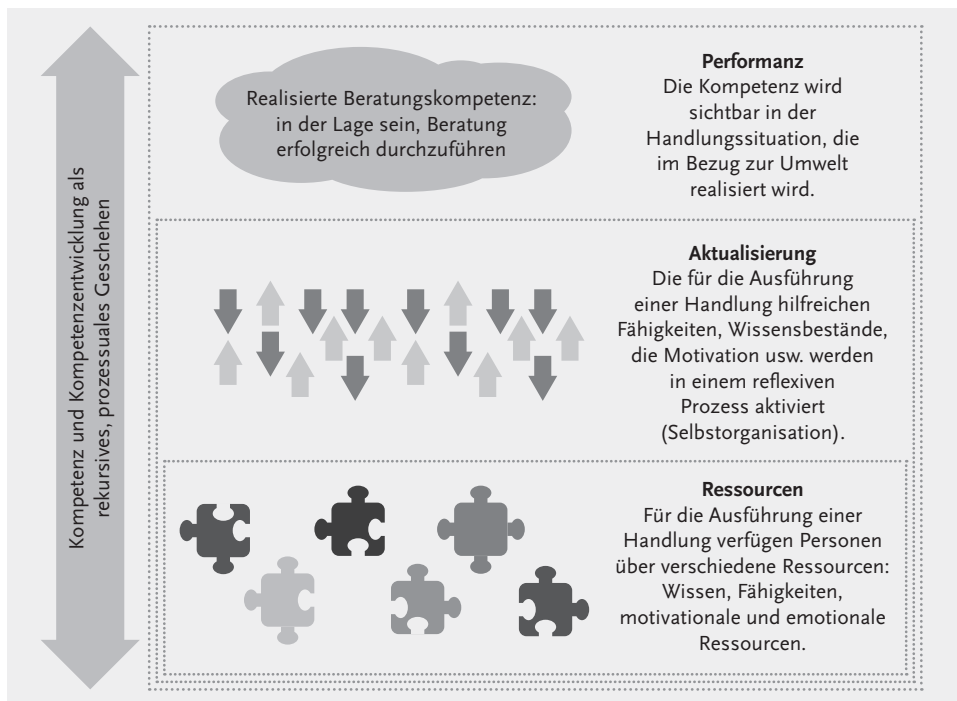 Kompetenz und Kompetenzentwicklung als
rekursives, prozessuales Geschehen
Realisierte Beratungskompetenz:
in der Lage sein, Beratung
erfolgreich durchzuführen
Performanz
Die Kompetenz wird
sichtbar in der
Handlungssituation, die
im Bezug zur Umwelt
realisiert wird.
Aktualisierung
Die für die Ausführung
einer Handlung hilfreichen
Fähigkeiten, Wissensbestände,
die Motivation usw. werden
in einem reflexiven
Prozess aktiviert
(Selbstorganisation).
Ressourcen
Für die Ausführung einer
Handlung verfügen Personen
über verschiedene Ressourcen:
Wissen, Fähigkeiten,
motivationale und emotionale
Ressourcen.